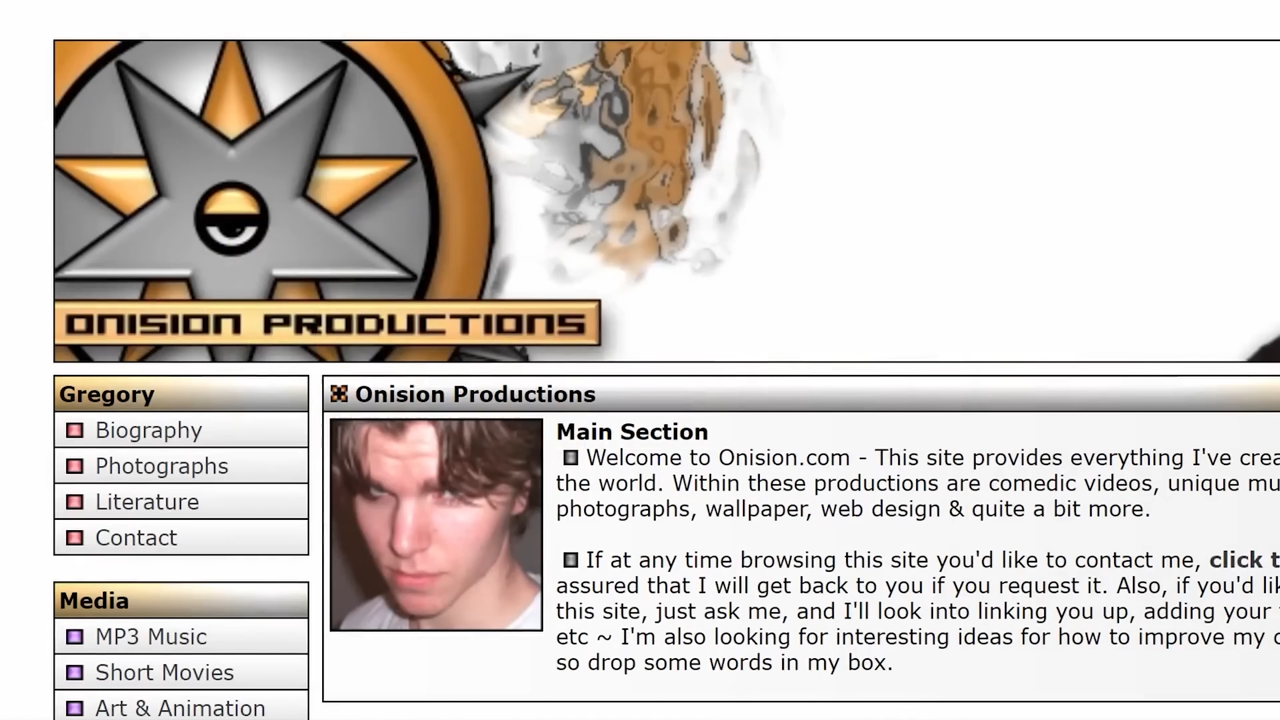 ONISION PRODUCTIONS
Gregory
Biography
Photographs
Literature
Contact
Media
MP3 Music
Short Movies
Art & Animation
Onision Productions
Main Section
Welcome to Onision.com - This site provides everything I've
the world. Within these productions are comedic videos, unique
photographs, wallpaper, web design & quite a bit more.
If at any time browsing this site you'd like to contact me, click
assured that I will get back to you if you request it. Also, if you'd
this site, just ask me, and I'll look into linking you up, adding your
etc ~ I'm also looking for interesting ideas for how to improve my
so drop some words in my box.